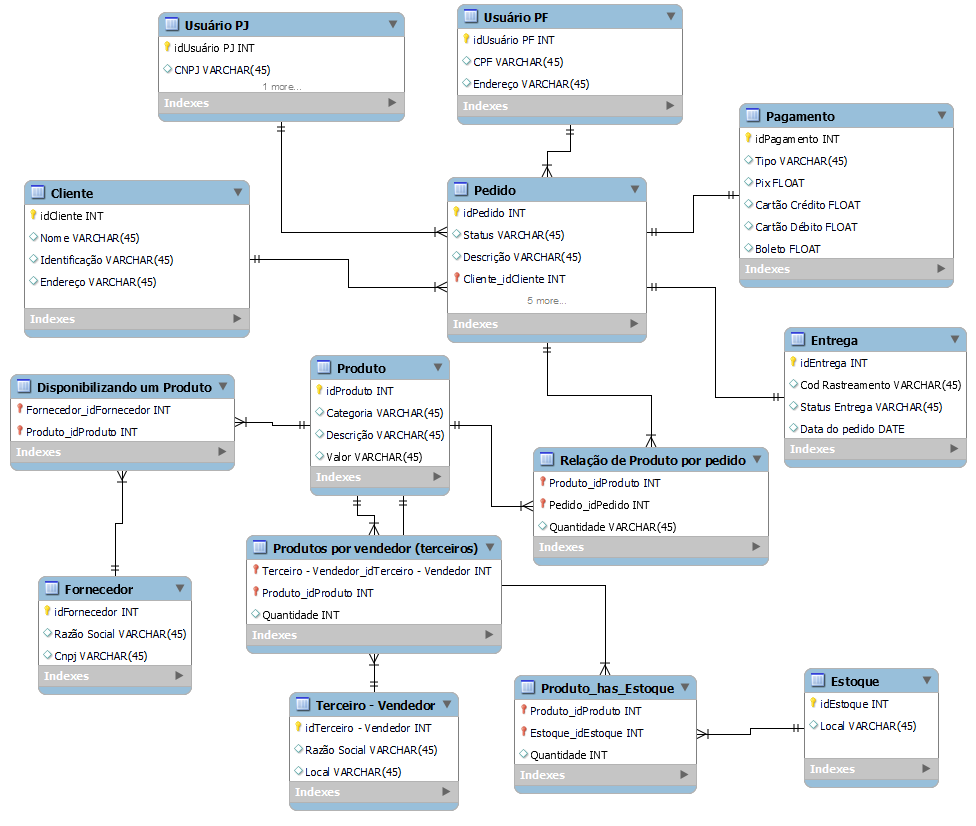 Usuário PJ
idUsuário PJ INT
CNPJ VARCHAR(45)
1 more...
Indexes
Usuário PF
idUsuário PF INT
CPF VARCHAR(45)
Endereço VARCHAR(45)
Indexes
Pagamento
idPagamento INT
Tipo VARCHAR(45)
Pix FLOAT
Cartão Crédito FLOAT
Cartão Débito FLOAT
Boleto FLOAT
Indexes
Cliente
idCliente INT
Nome VARCHAR(45)
Identificação VARCHAR(45)
Endereço VARCHAR(45)
Indexes
Pedido
idPedido INT
Status VARCHAR(45)
Descrição VARCHAR(45)
Cliente_idCliente INT
5 more...
Indexes
Entrega
idEntrega INT
Cod Rastreamento VARCHAR(45)
Status Entrega VARCHAR(45)
Data do pedido DATE
Indexes
Disponibilizando um Produto
Fornecedor_idFornecedor INT
Produto_idProduto INT
Indexes
Produto
idProduto INT
Categoria VARCHAR(45)
Descrição VARCHAR(45)
Valor VARCHAR(45)
Indexes
Relação de Produto por pedido
Produto_idProduto INT
Pedido_idPedido INT
Quantidade VARCHAR(45)
Indexes
Produtos por vendedor (terceiros)
Terceiro - Vendedor_idTerceiro - Vendedor INT
Produto_idProduto INT
Quantidade INT
Indexes
Fornecedor
idFornecedor INT
Razão Social VARCHAR(45)
Cnpj VARCHAR(45)
Indexes
Terceiro - Vendedor
idTerceiro - Vendedor INT
Razão Social VARCHAR(45)
Local VARCHAR(45)
Indexes
Produto_has_Estoque
Produto_idProduto INT
Estoque_idEstoque INT
Quantidade INT
Indexes
Estoque
idEstoque INT
Local VARCHAR(45)
Indexes